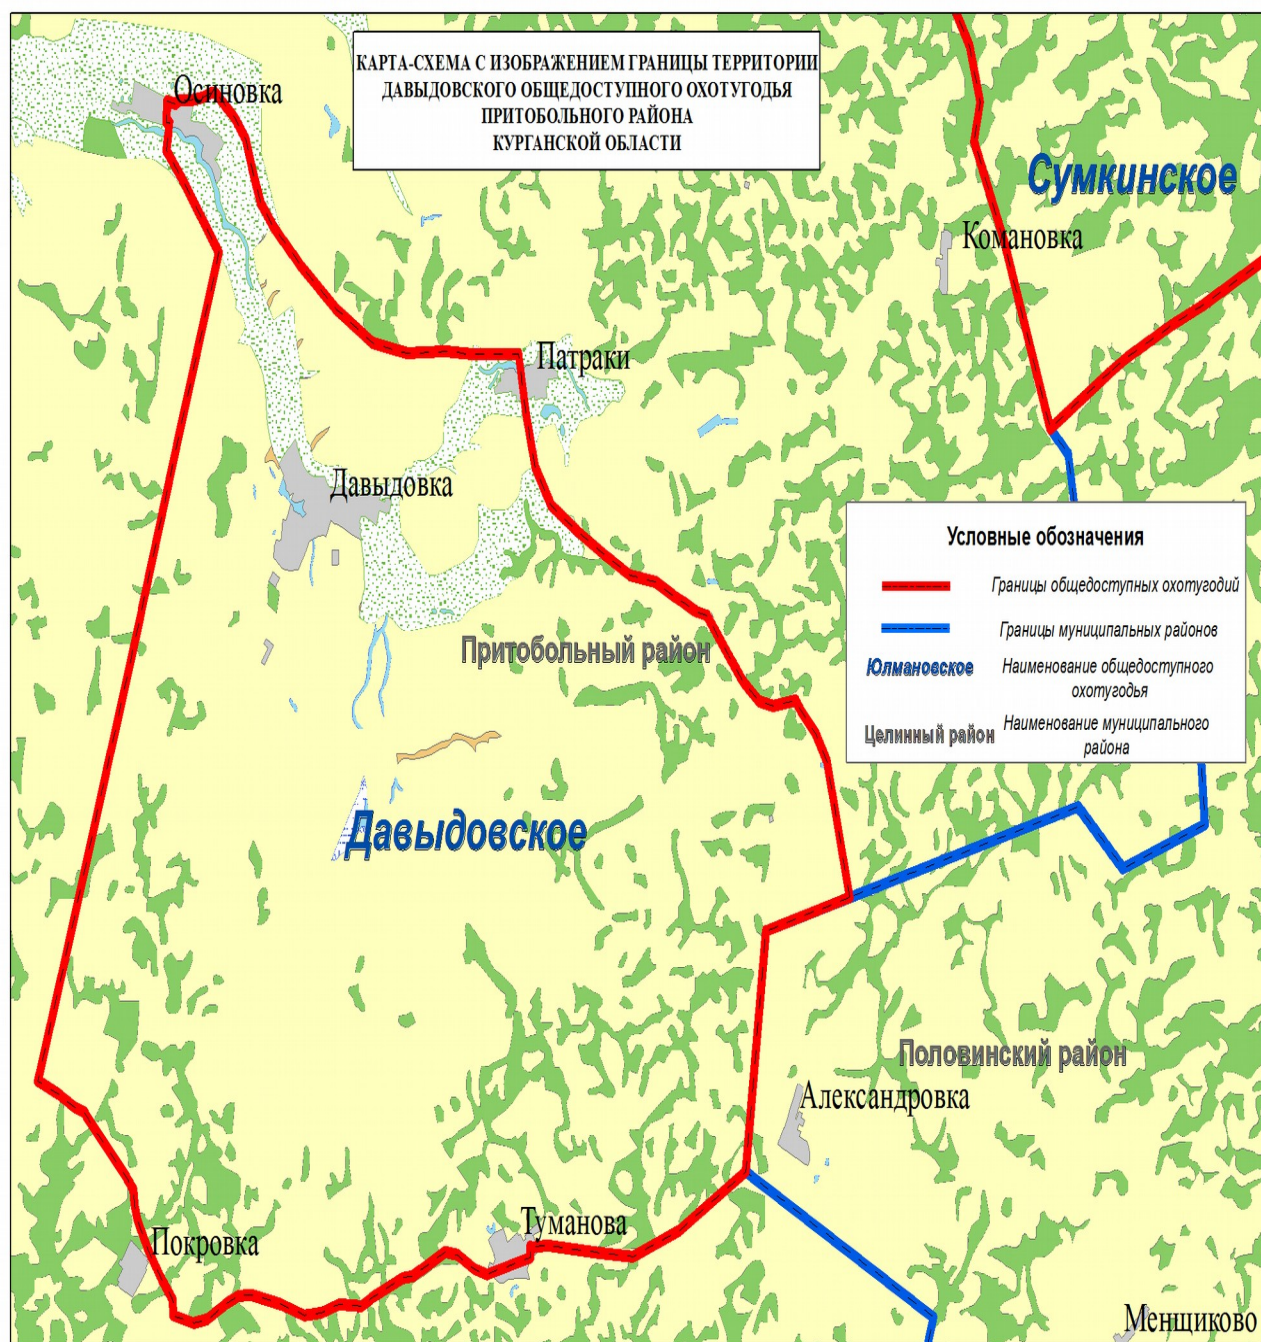 КАРТА-СХЕМА С ИЗОБРАЖЕНИЕМ ГРАНИЦЫ ТЕРРИТОРИИ
ДАВЫДОВСКОГО ОБЩЕДОСТУПНОГО ОХОТУГОДЬЯ
ПРИТОБОЛЬНОГО РАЙОНА
КУРГАНСКОЙ ОБЛАСТИ
Осиновка
Сумкинское
Комановка
Патраки
Давыдовка
Условные обозначения
Границы общедоступных охотугодий
Границы муниципальных районов
Юлмановское
Наименование общедоступного
охотугодья
Целинный район
Наименование муниципального
района
Притобольный район
Давыдовское
Половинский район
Александровка
Туманова
Покровка
Менщиково